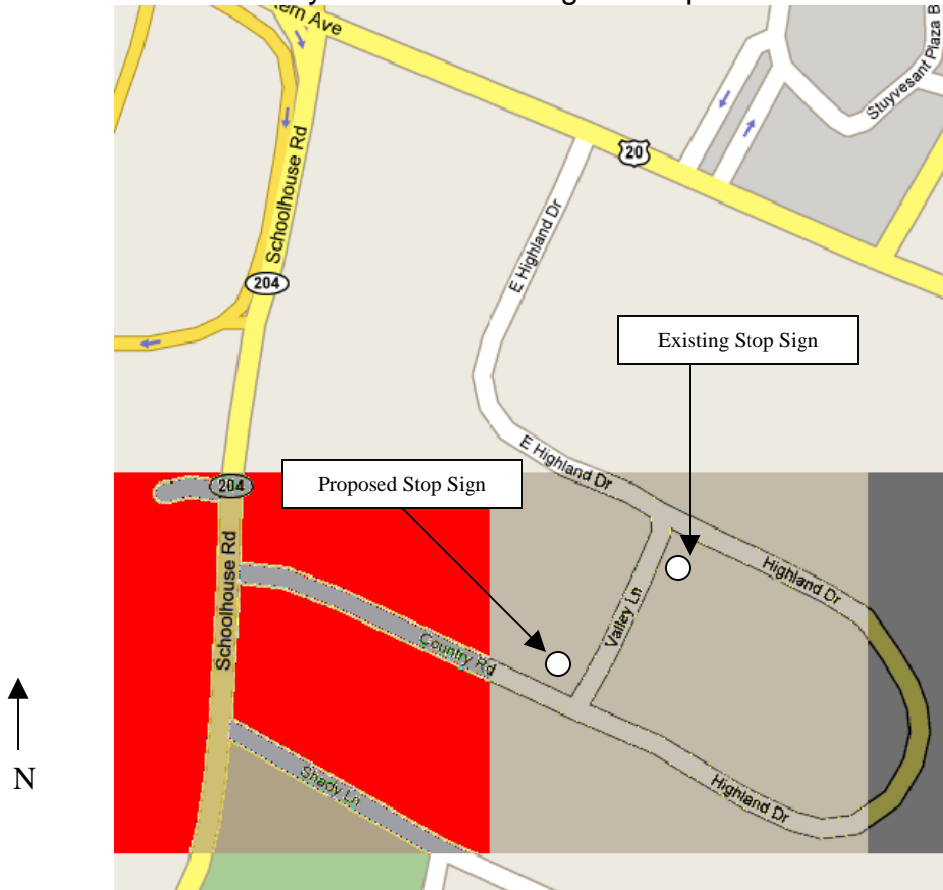 Stuyvesant Plaza B
Schoolhouse Rd
20
E Highland Dr
204
Existing Stop Sign
E Highland Dr
Proposed Stop Sign
204
Schoolhouse Rd
Highland Dr
Valley Ln
Country Rd
N
Shady Ln
Highland Dr